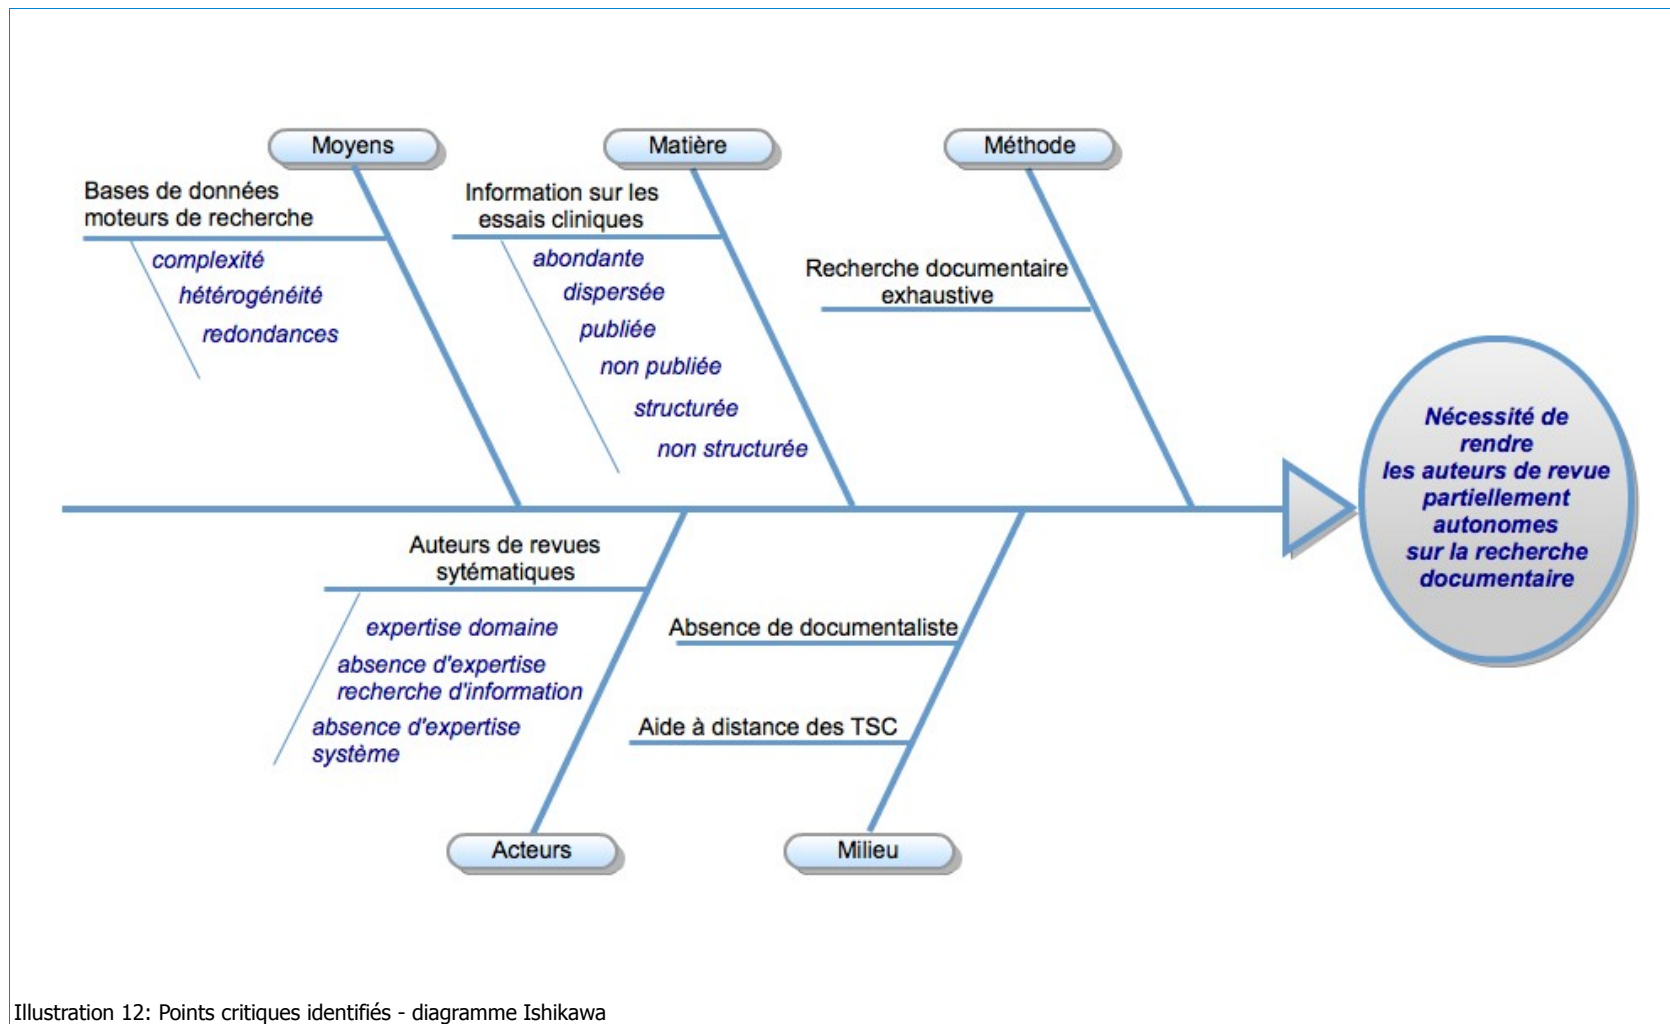 Moyens
Matière
Méthode
Bases de données
moteurs de recherche
complexité
hétérogénéité
redondances
Information sur les
essais cliniques
abondante
dispersée
publiée
non publiée
structurée
non structurée
Recherche documentaire
exhaustive
Nécessité de
rendre
les auteurs de revue
partiellement
autonomes
sur la recherche
documentaire
Auteurs de revues
sytématiques
expertise domaine
absence d'expertise
recherche d'information
absence d'expertise
système
Absence de documentaliste
Aide à distance des TSC
Acteurs
Milieu
Illustration 12: Points critiques identifiés - diagramme Ishikawa